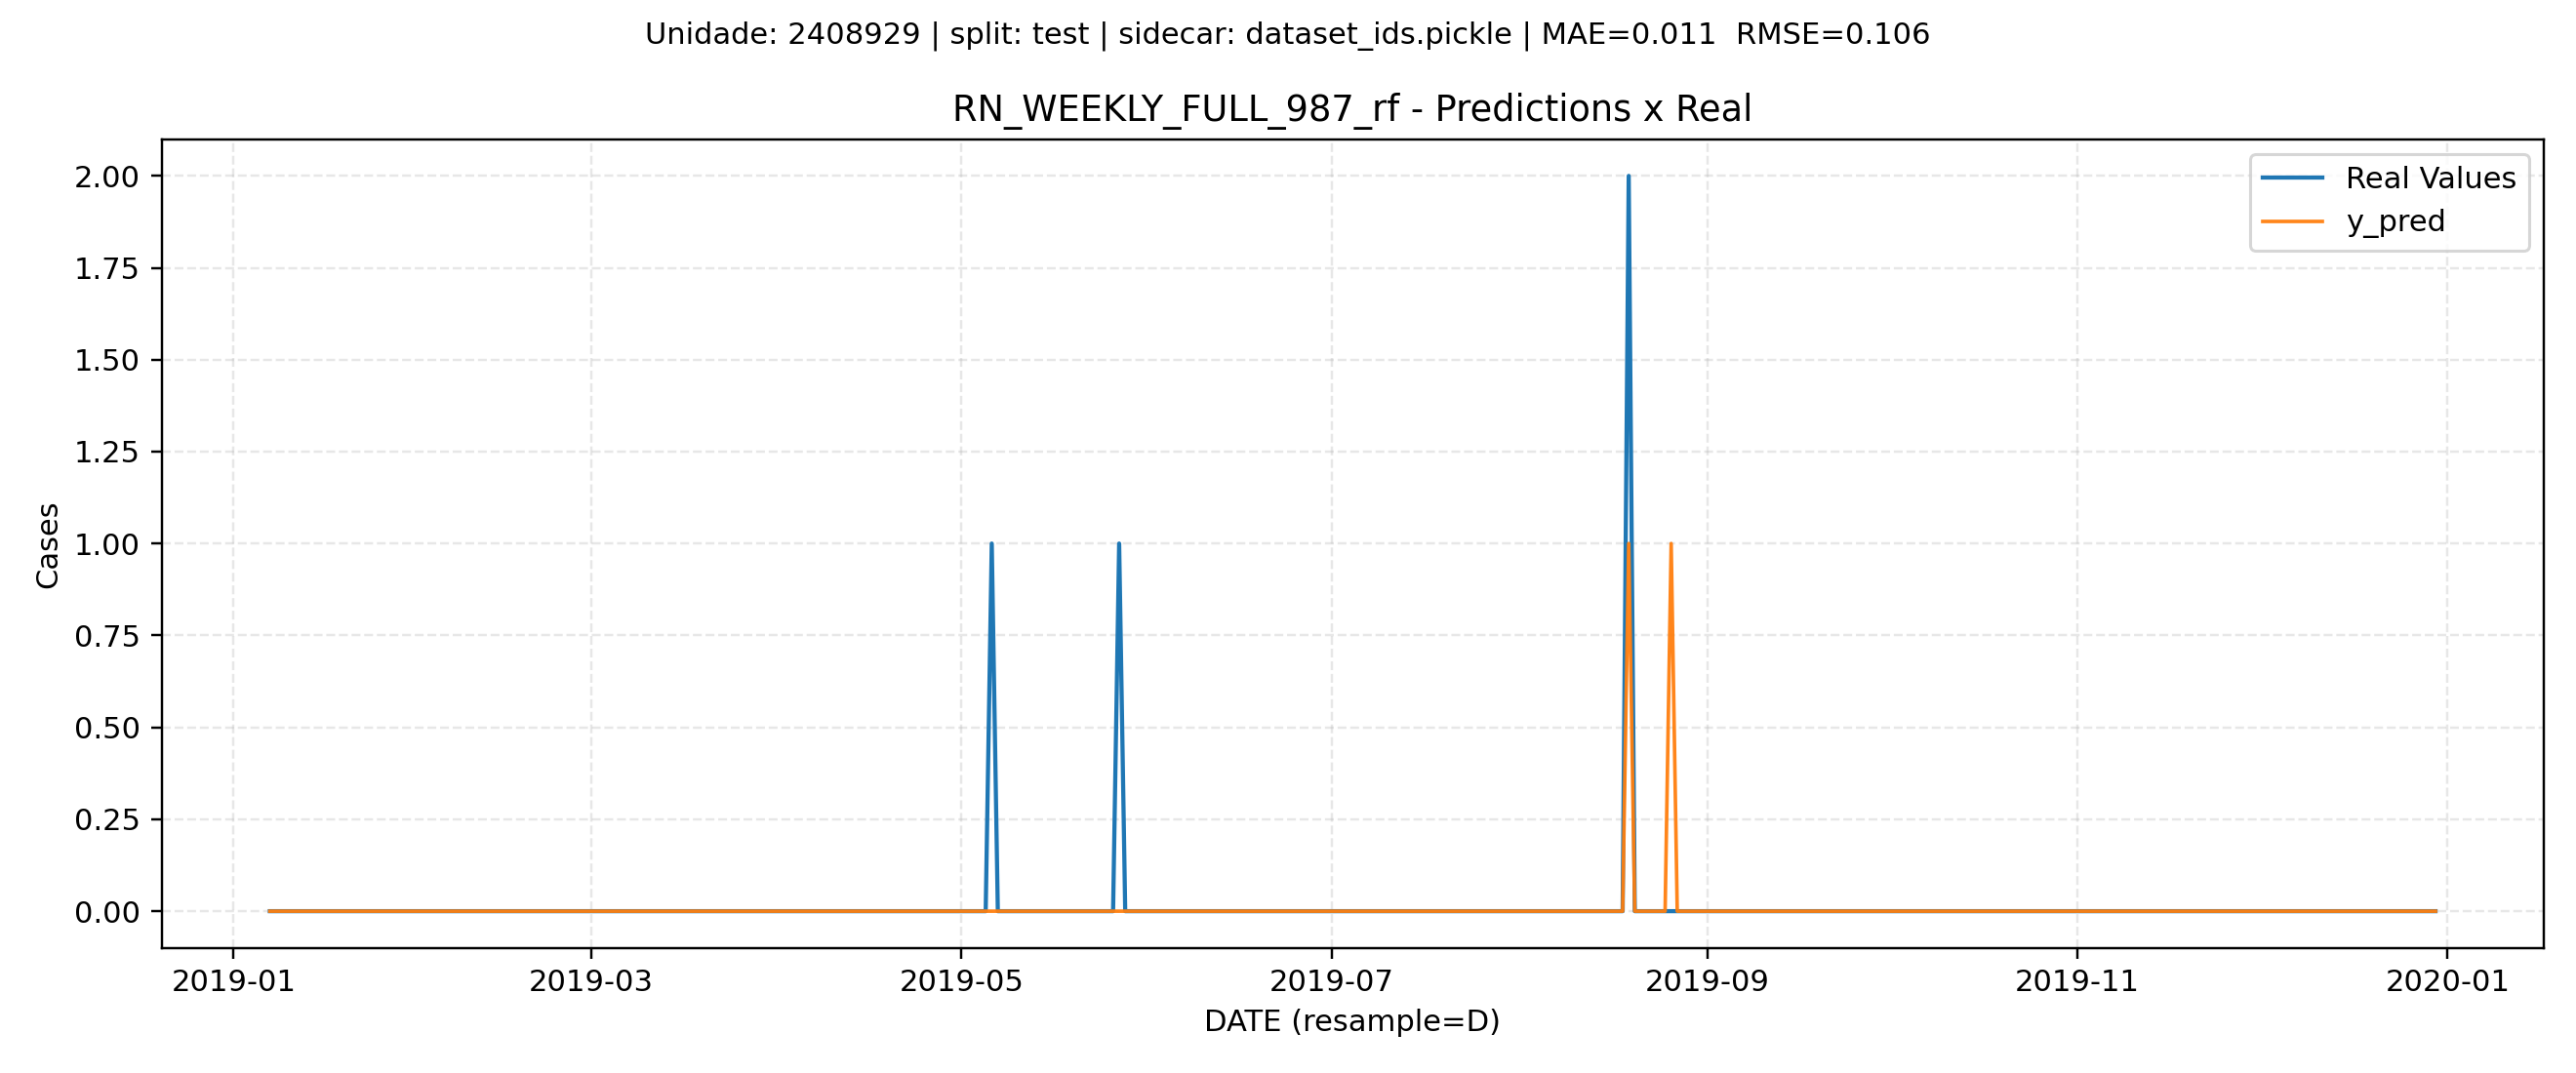 Unidade: 2408929 | split: test | sidecar: dataset_ids.pickle | MAE=0.011  RMSE=0.106
RN_WEEKLY_FULL_987_rf - Predictions x Real
Real Values
y_pred
2.00
1.75
1.50
1.25
1.00
0.75
0.50
0.25
0.00
Cases
2019-01 2019-03 2019-05 2019-07 2019-09 2019-11 2020-01
DATE (resample=D)